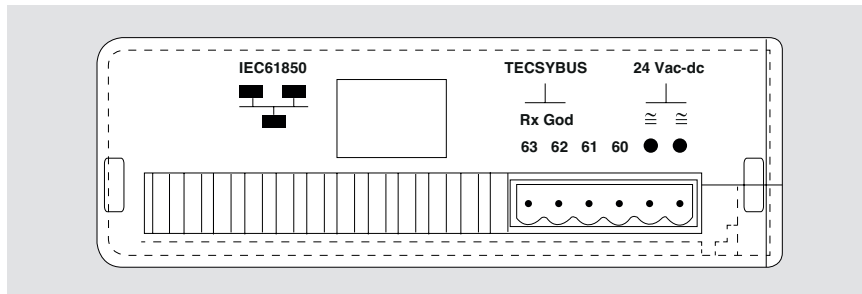 IEC61850
TECSYBUS
24 Vac-dc
Rx God
≅ ≅
63 62 61 60